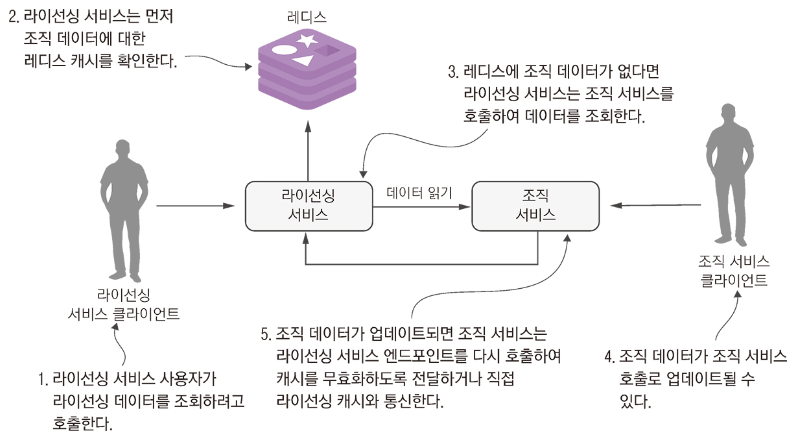 2. 라이선싱 서비스는 먼저
조직 데이터에 대한
레디스 캐시를 확인한다.
레디스
3. 레디스에 조직 데이터가 없다면
라이선싱 서비스는 조직 서비스를
호출하여 데이터를 조회한다.
라이선싱
서비스
데이터 읽기
조직
서비스
라이선싱
서비스 클라이언트
조직 서비스
클라이언트
1. 라이선싱 서비스 사용자가
라이선싱 데이터를 조회하려고
호출한다.
5. 조직 데이터가 업데이트되면 조직 서비스는
라이선싱 서비스 엔드포인트를 다시 호출하여
캐시를 무효화하도록 전달하거나 직접
라이선싱 캐시와 통신한다.
4. 조직 데이터가 조직 서비스
호출로 업데이트될 수
있다.